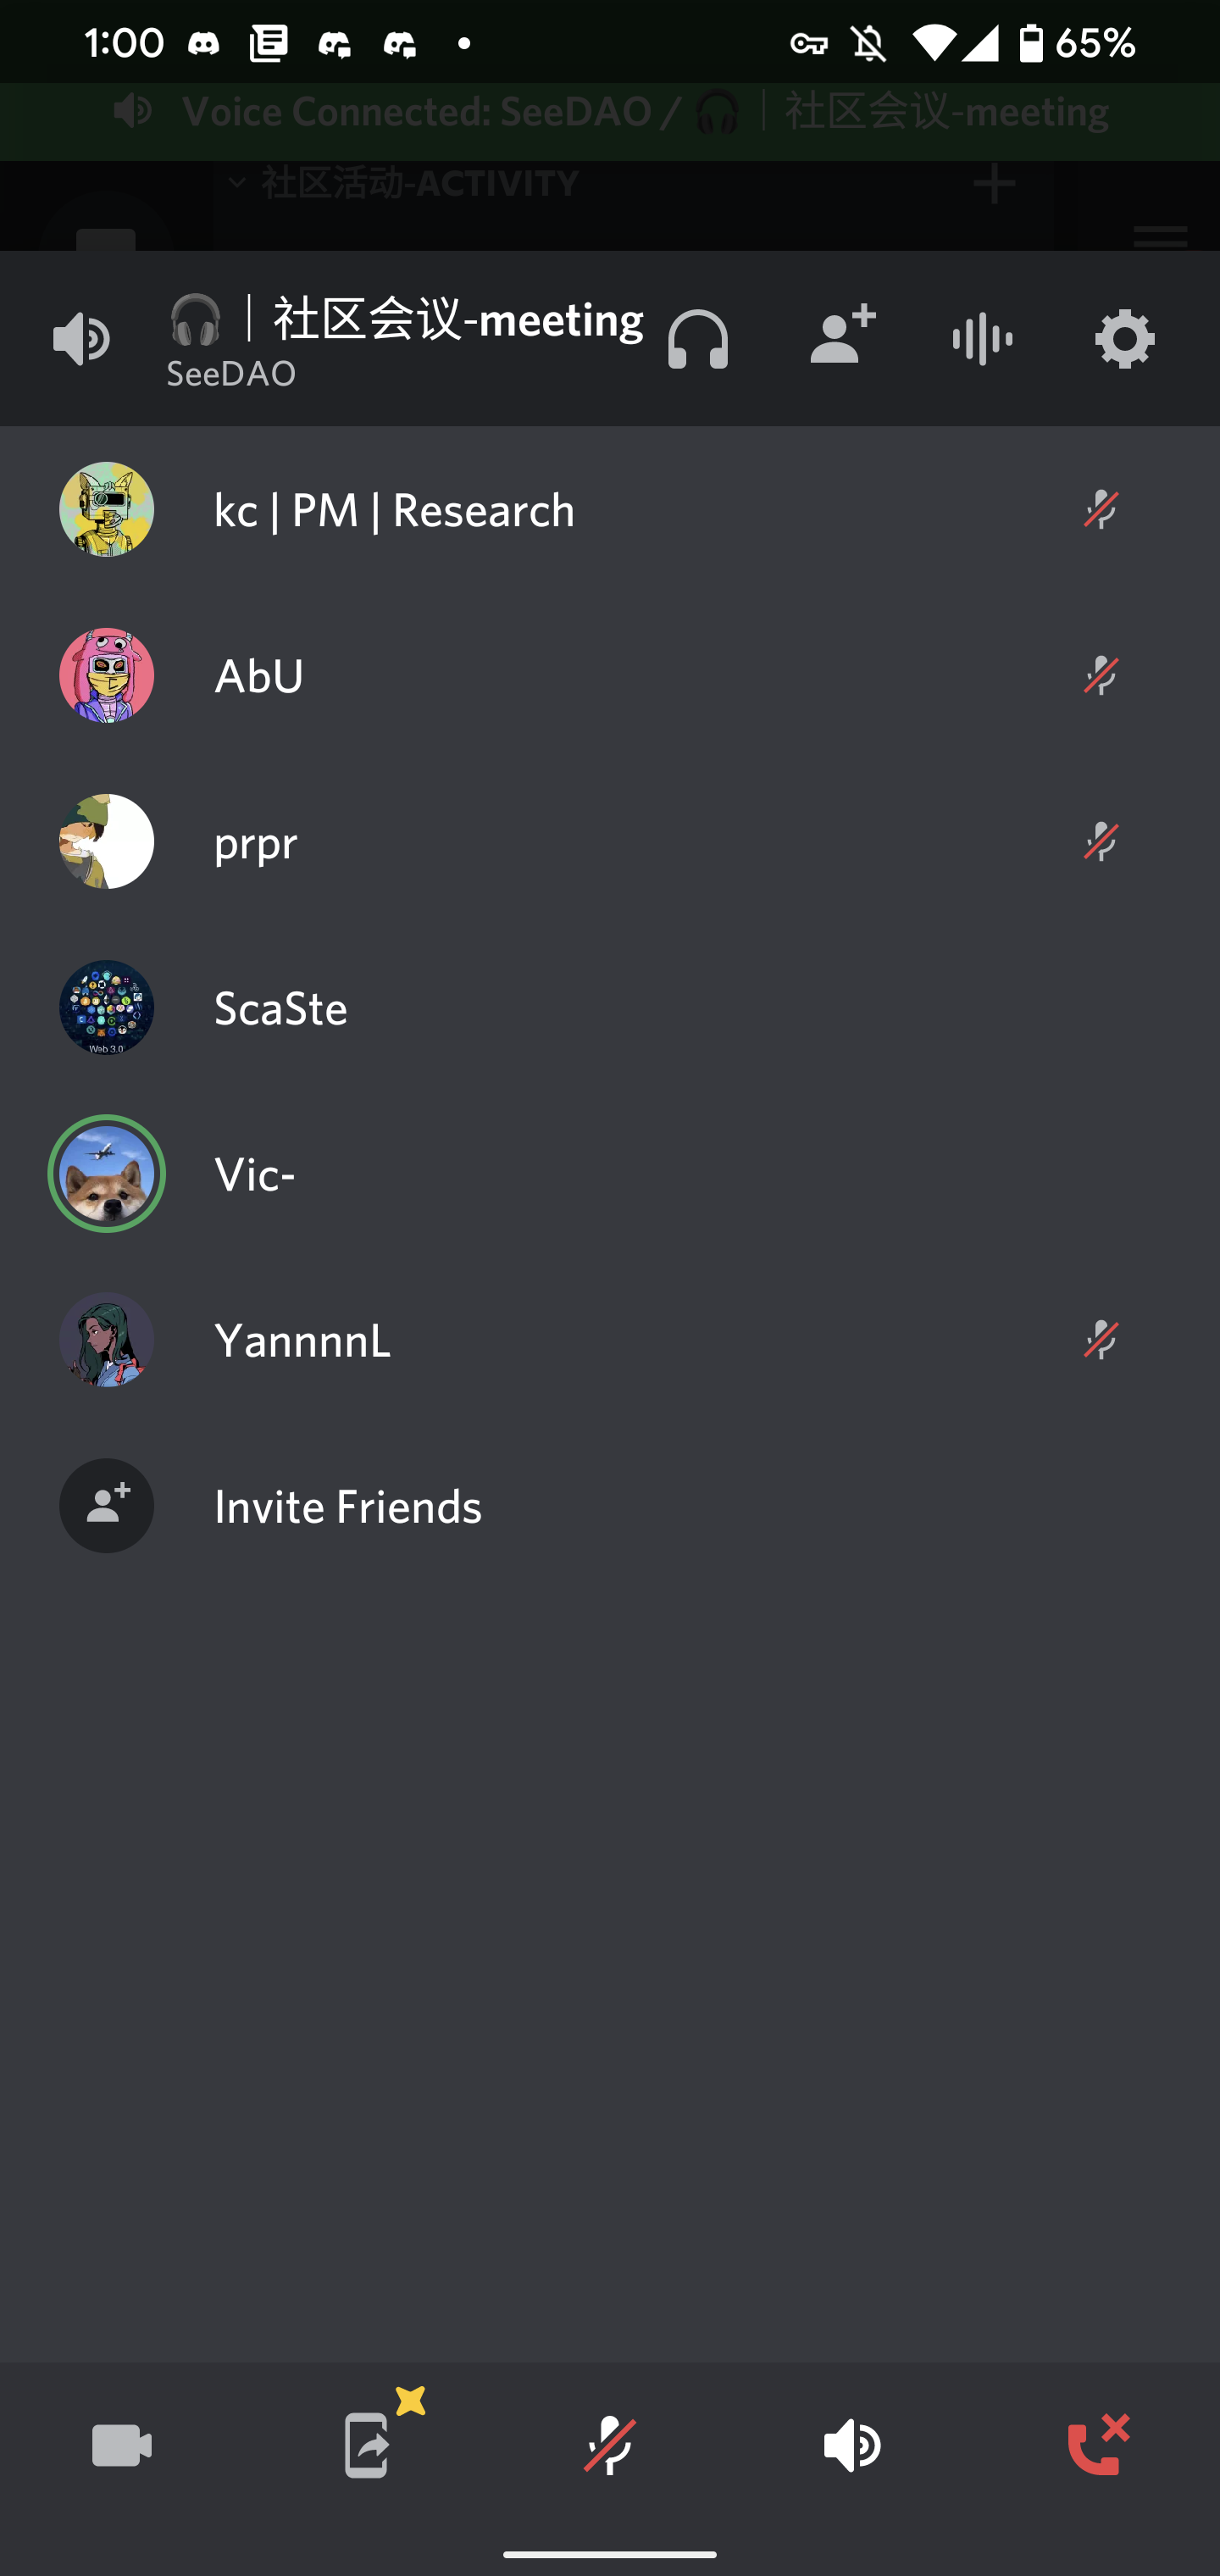 1:00 65%
Voice Connected: SeeDAO / 🎧｜社区会议-meeting
社区活动-ACTIVITY
🎧｜社区会议-meeting
SeeDAO
kc | PM | Research
AbU
prpr
ScaSte
Web 3.0
Vic-
YannnnL
Invite Friends